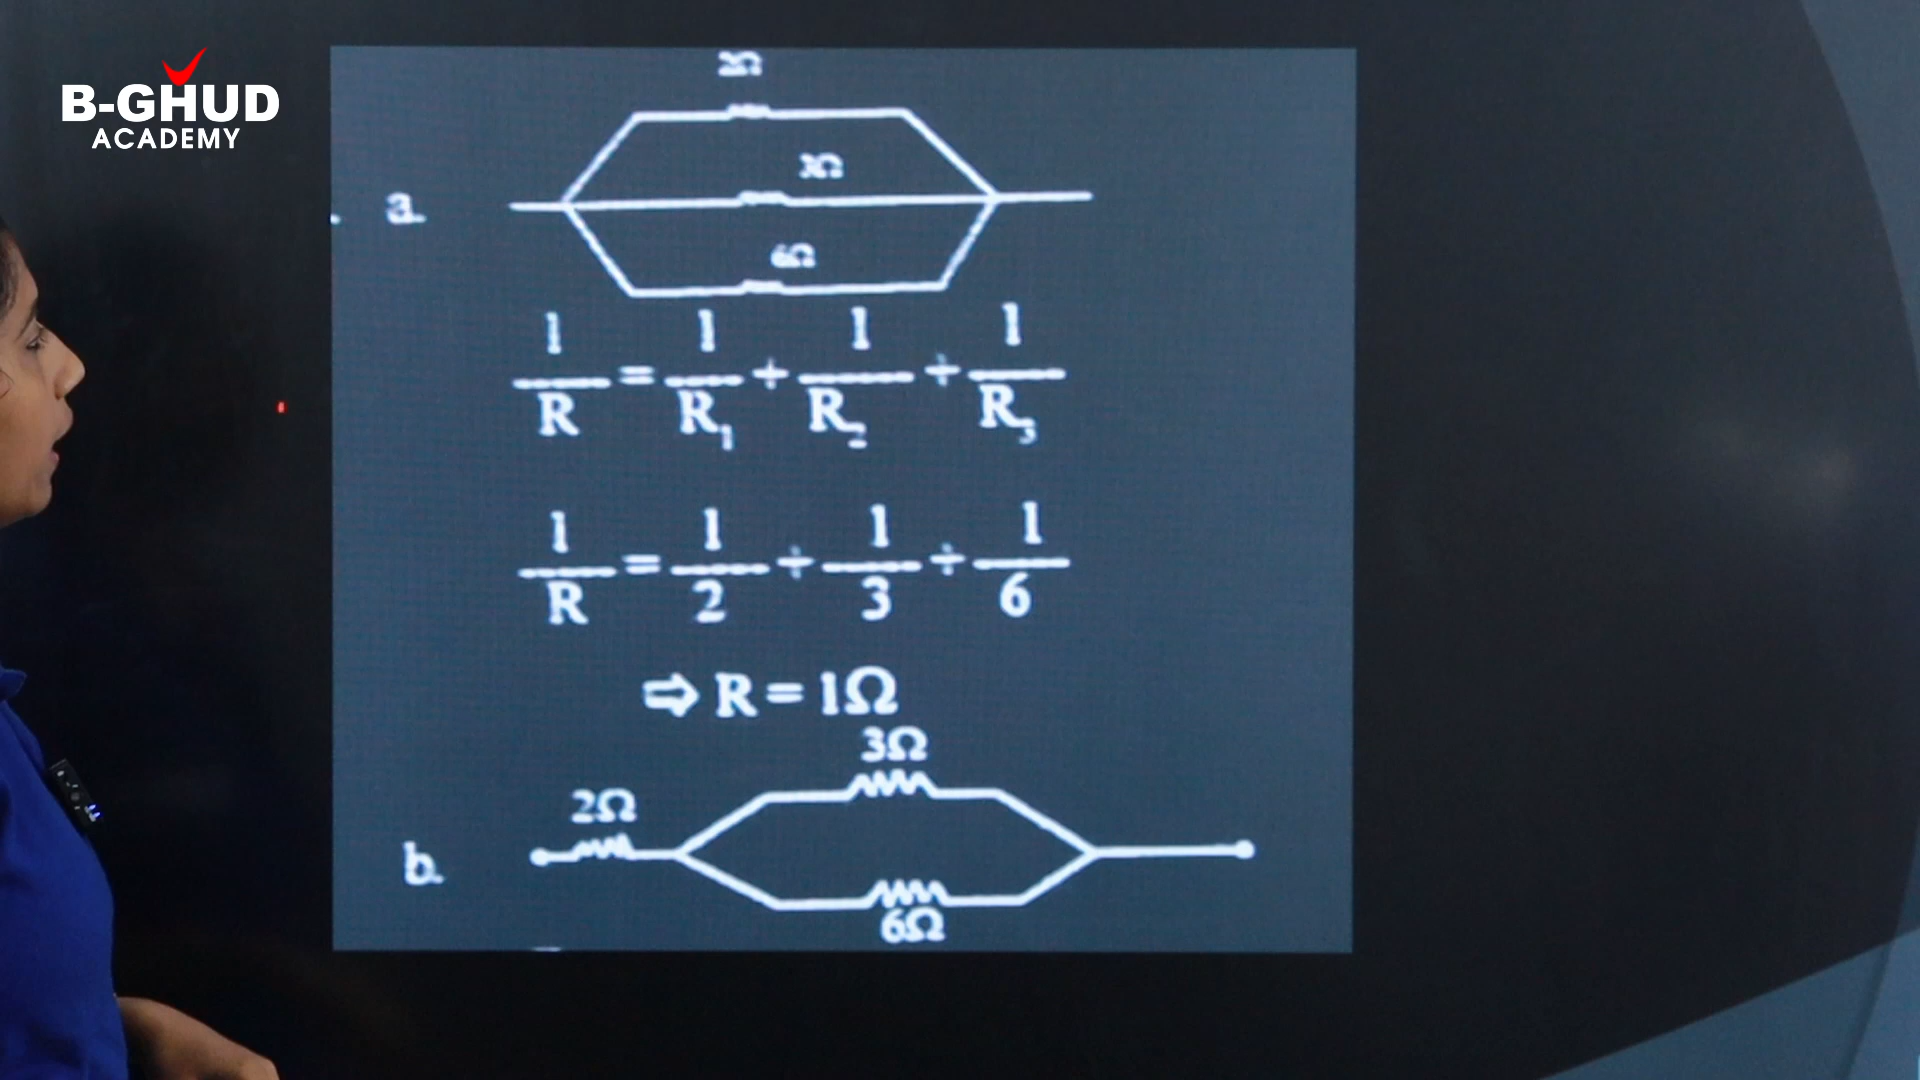 B-GHUD
ACADEMY
2Ω
3Ω
a.
6Ω
1/R = 1/R₁ + 1/R₂ + 1/R₃
1/R = 1/2 + 1/3 + 1/6
⇨ R = 1Ω
3Ω
2Ω
b.
6Ω